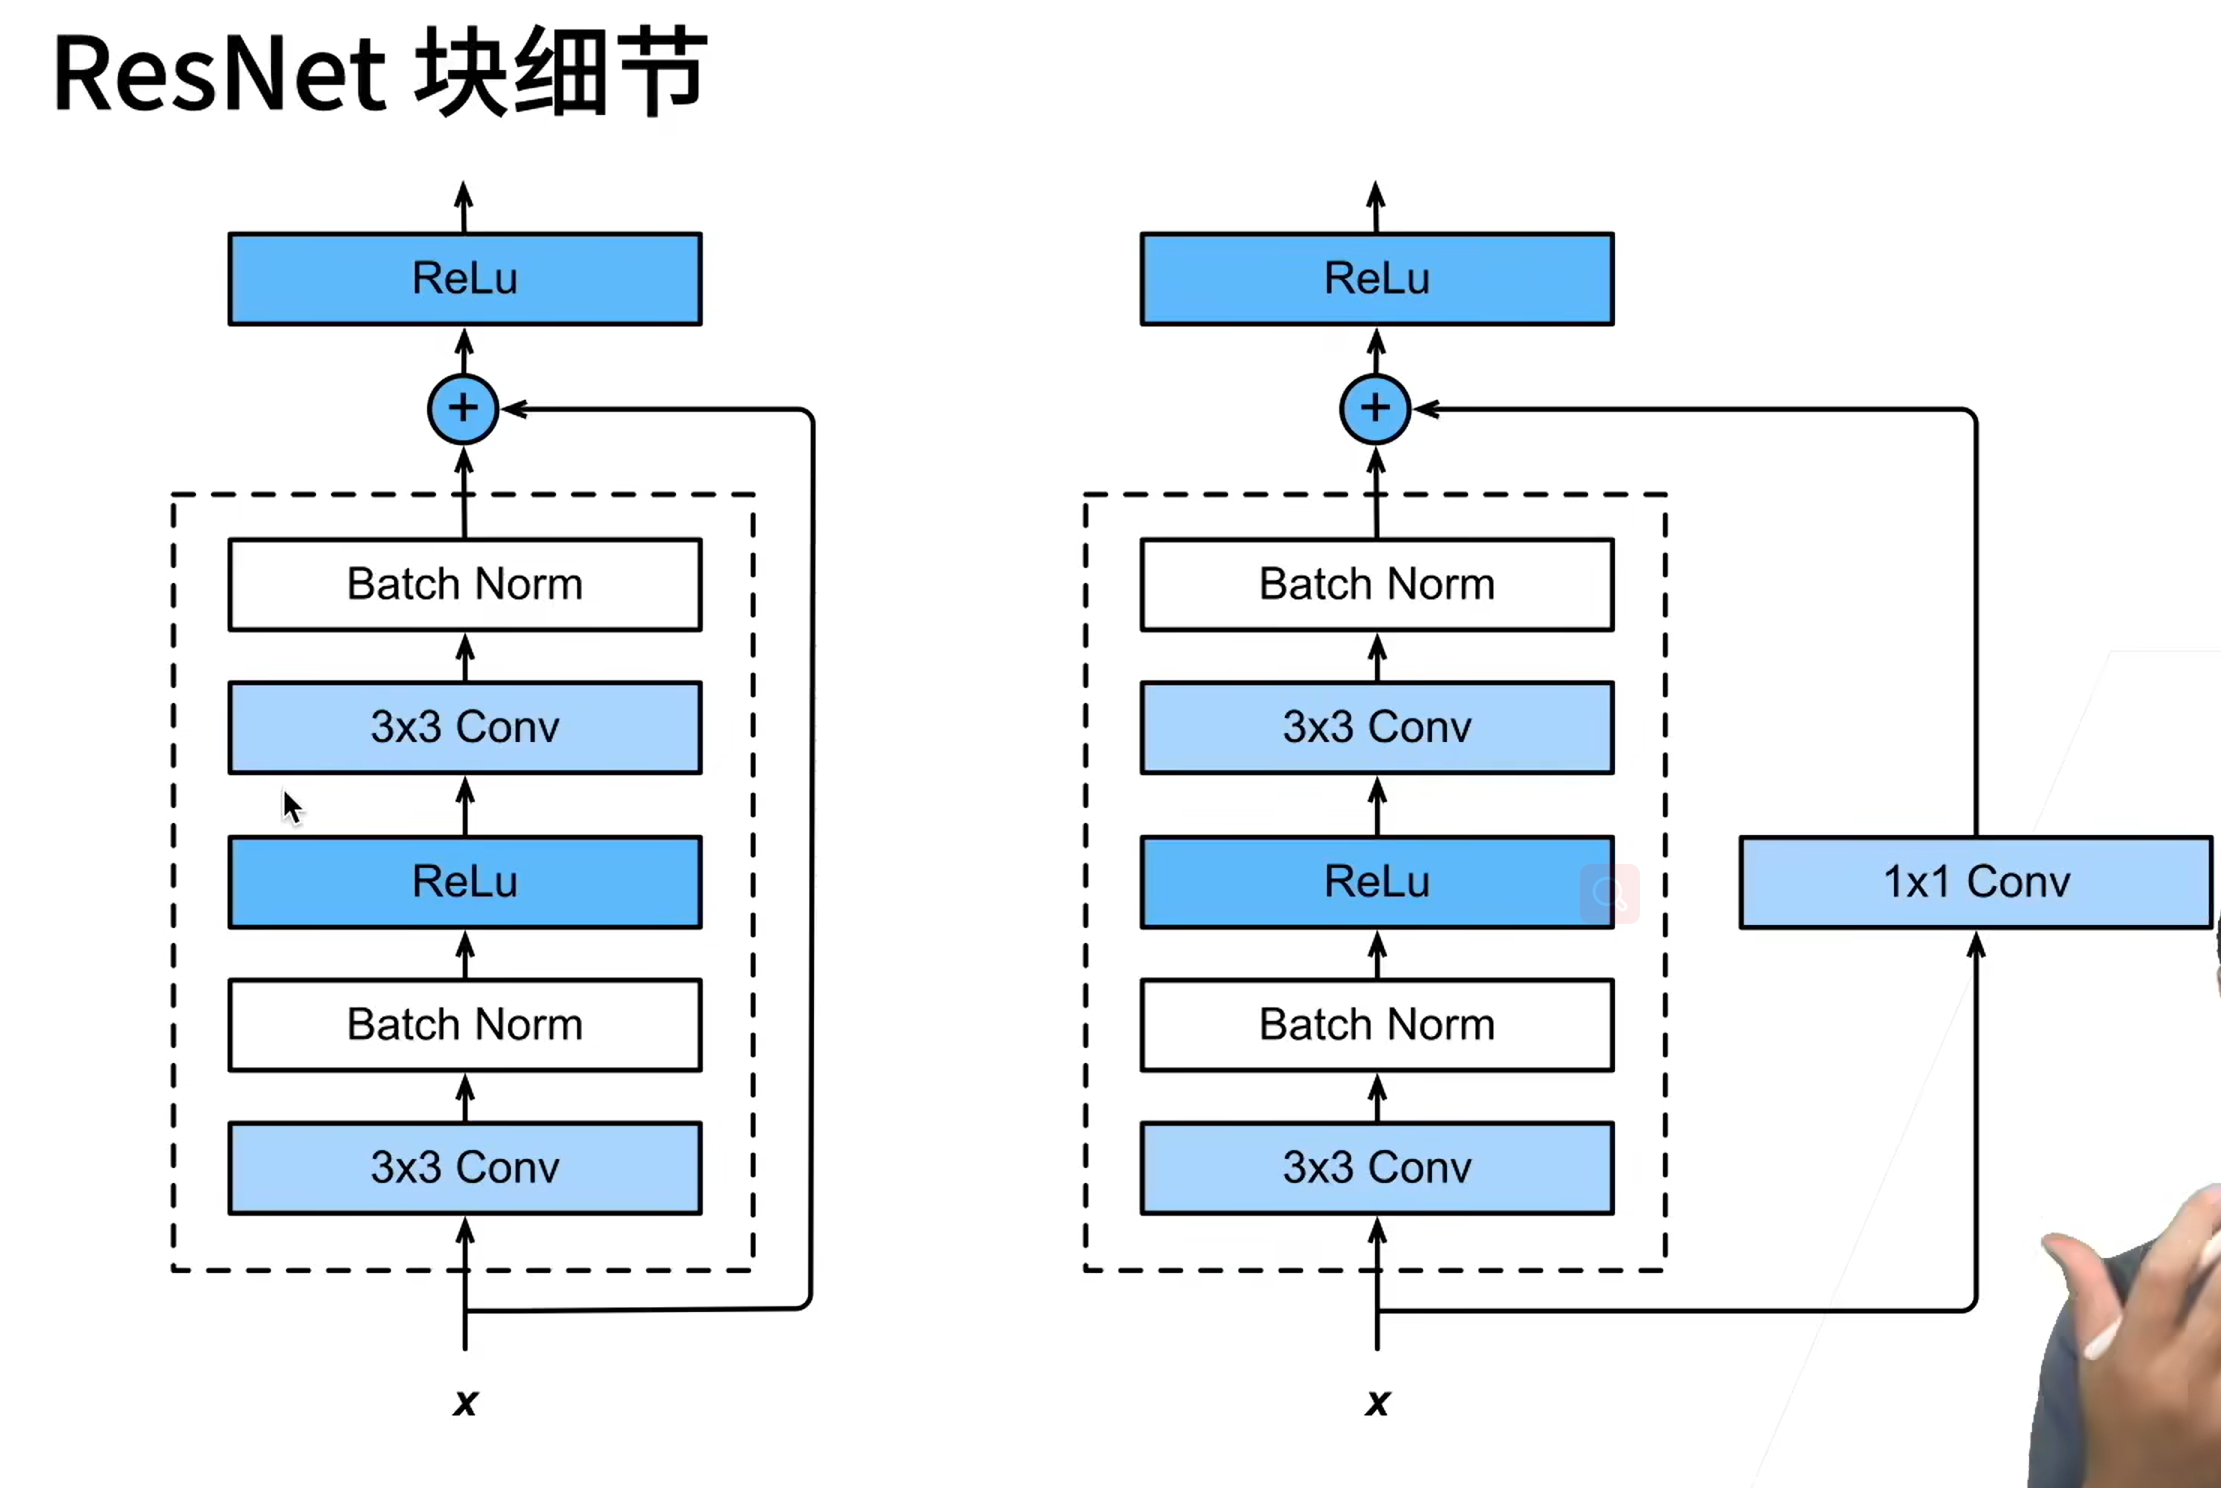 ResNet 块细节
ReLu
+
Batch Norm
3x3 Conv
ReLu
Batch Norm
3x3 Conv
x
ReLu
+
Batch Norm
3x3 Conv
ReLu
Batch Norm
3x3 Conv
x
1x1 Conv